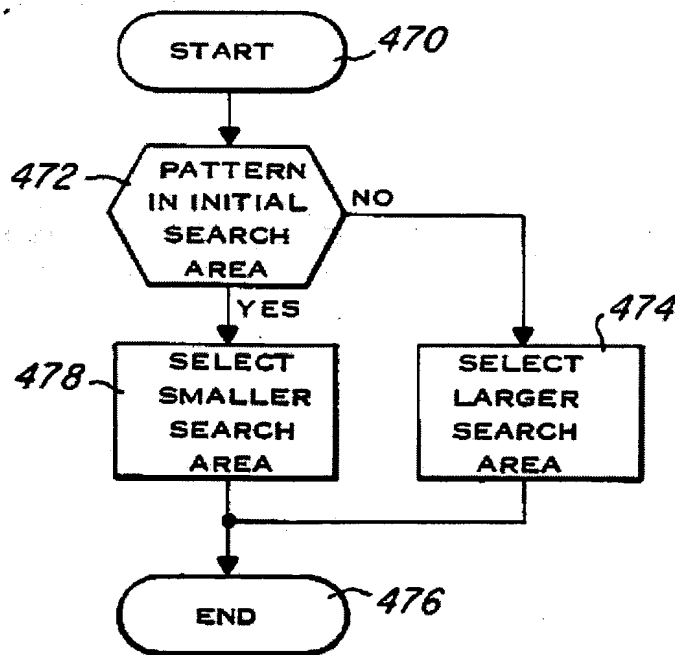 START
470
472
PATTERN
IN INITIAL
SEARCH
AREA
NO
YES
478
SELECT
SMALLER
SEARCH
AREA
474
SELECT
LARGER
SEARCH
AREA
END
476